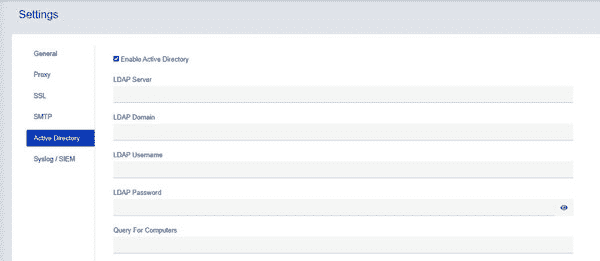 Settings
General
Proxy
SSL
SMTP
Active Directory
Syslog / SIEM
Enable Active Directory
LDAP Server
LDAP Domain
LDAP Username
LDAP Password
Query For Computers